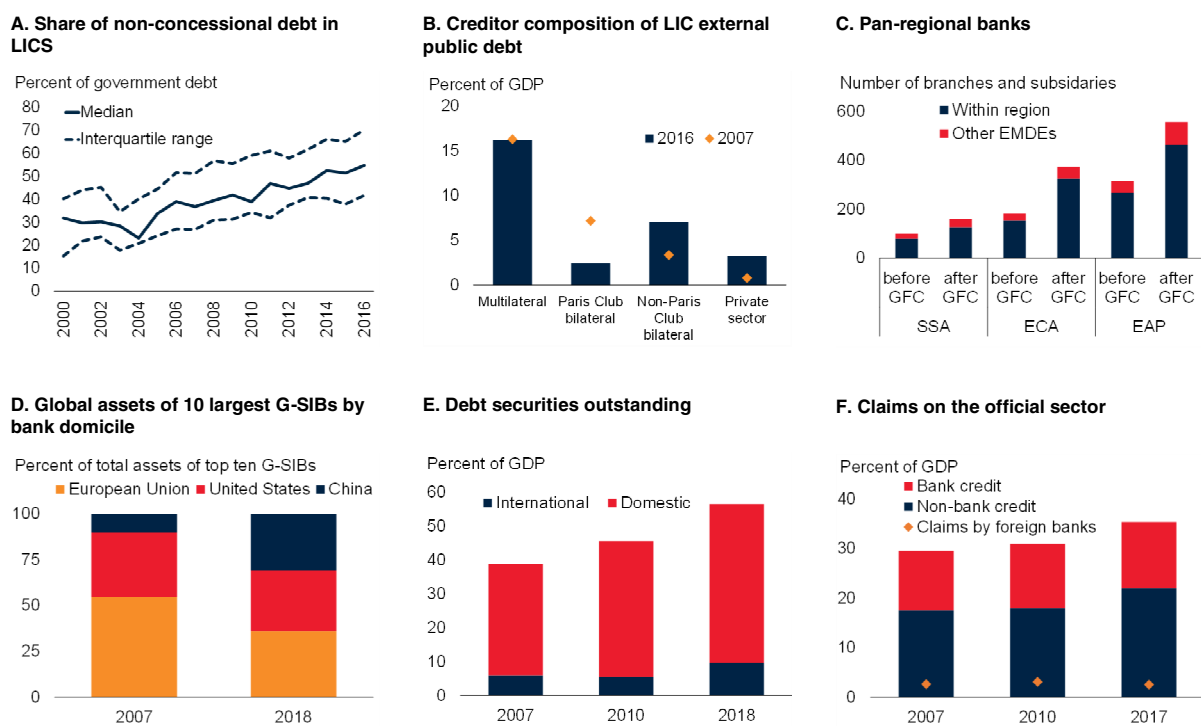 A. Share of non-concessional debt in
LICS
Percent of government debt
80
70
60
50
40
30
20
10
0
Median
Interquartile range
2000
2002
2004
2006
2008
2010
2012
2014
2016
B. Creditor composition of LIC external
public debt
Percent of GDP
20
15
10
5
0
2016
2007
Multilateral
Paris Club
bilateral
Non-Paris
Club
bilateral
Private
sector
C. Pan-regional banks
Number of branches and subsidaries
600
400
200
0
Within region
Other EMDEs
before
GFC
after
GFC
before
GFC
after
GFC
before
GFC
after
GFC
SSA
ECA
EAP
D. Global assets of 10 largest G-SIBs by
bank domicile
Percent of total assets of top ten G-SIBs
European Union
United States
China
100
75
50
25
0
2007
2018
E. Debt securities outstanding
Percent of GDP
60
50
40
30
20
10
0
International
Domestic
2007
2010
2018
F. Claims on the official sector
Percent of GDP
40
30
20
10
0
Bank credit
Non-bank credit
Claims by foreign banks
2007
2010
2017